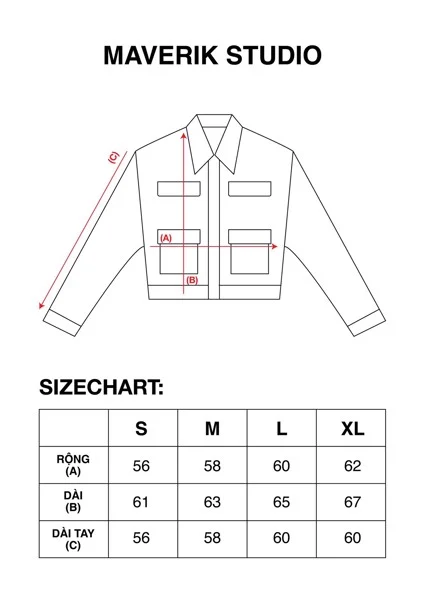 MAVERIK STUDIO
(C)
(A)
(B)
SIZECHART:
S M L XL
RỘNG
(A)
56 58 60 62
DÀI
(B)
61 63 65 67
DÀI TAY
(C)
56 58 60 60